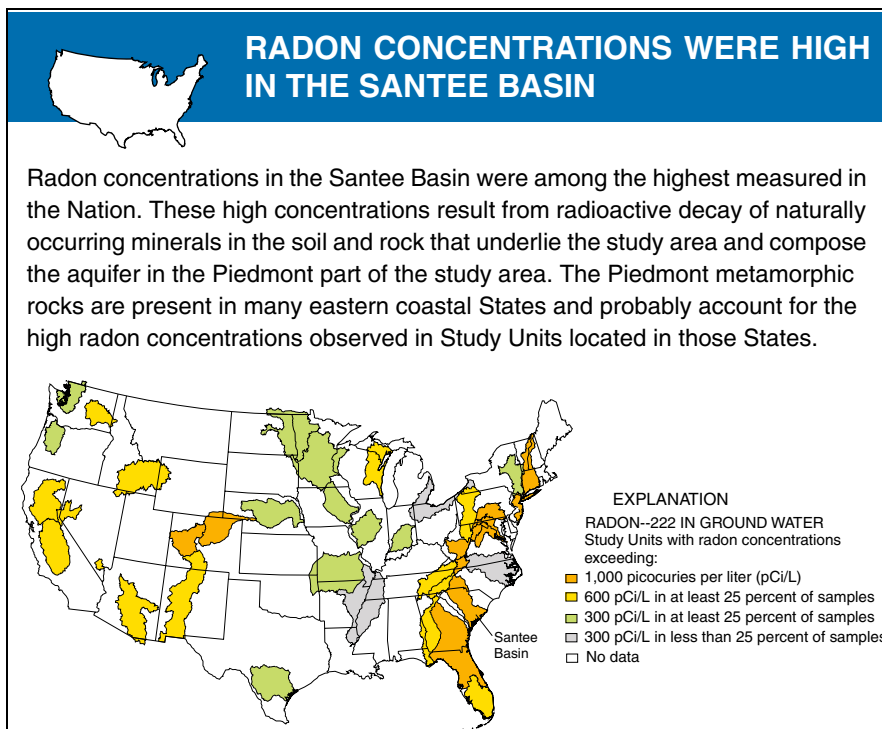 RADON CONCENTRATIONS WERE HIGH
IN THE SANTEE BASIN
Radon concentrations in the Santee Basin were among the highest measured in
the Nation. These high concentrations result from radioactive decay of naturally
occurring minerals in the soil and rock that underlie the study area and compose
the aquifer in the Piedmont part of the study area. The Piedmont metamorphic
rocks are present in many eastern coastal States and probably account for the
high radon concentrations observed in Study Units located in those States.
EXPLANATION
RADON--222 IN GROUND WATER
Study Units with radon concentrations
exceeding:
1,000 picocuries per liter (pCi/L)
600 pCi/L in at least 25 percent of samples
300 pCi/L in at least 25 percent of samples
300 pCi/L in less than 25 percent of samples
No data
Santee
Basin